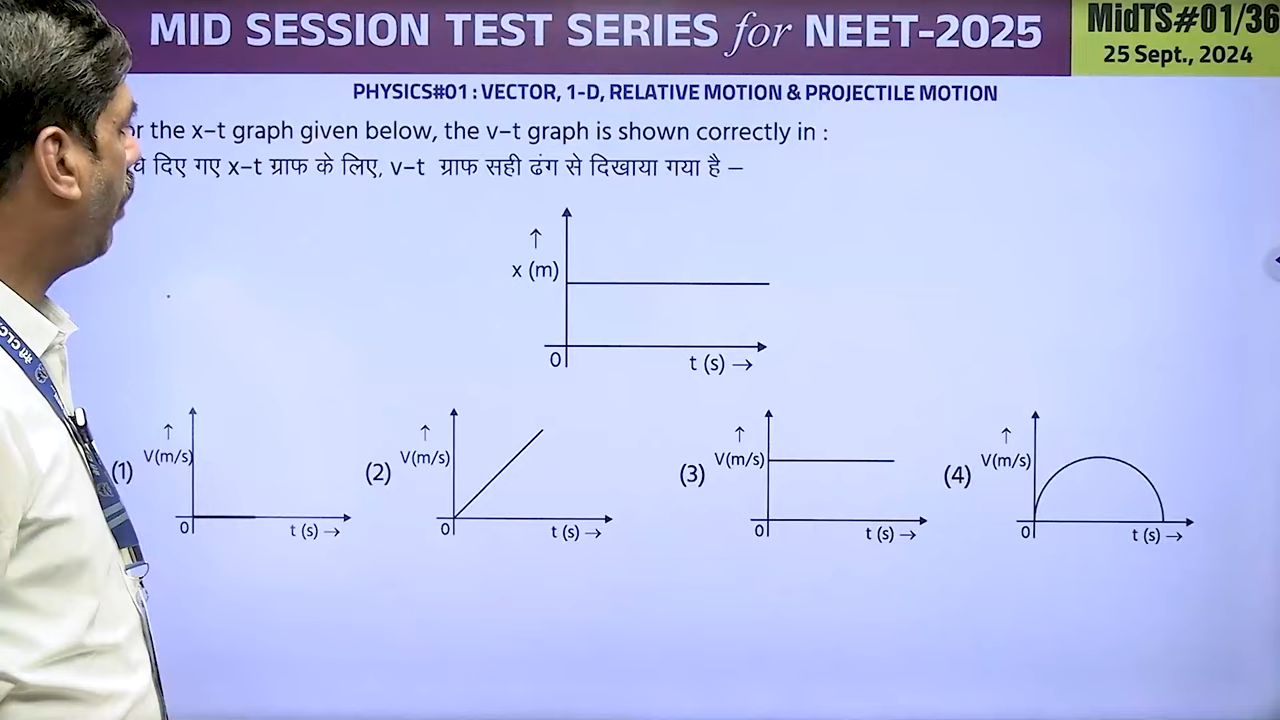 MID SESSION TEST SERIES for NEET-2025
MidTS#01/36
25 Sept., 2024
PHYSICS#01 : VECTOR, 1-D, RELATIVE MOTION & PROJECTILE MOTION
the x–t graph given below, the v–t graph is shown correctly in :
दिए गए x–t ग्राफ के लिए, v–t ग्राफ सही ढंग से दिखाया गया है –
↑
x (m)
0
t (s) →
(1)
↑
V(m/s)
0
t (s) →
(2)
↑
V(m/s)
0
t (s) →
(3)
↑
V(m/s)
0
t (s) →
(4)
↑
V(m/s)
0
t (s) →